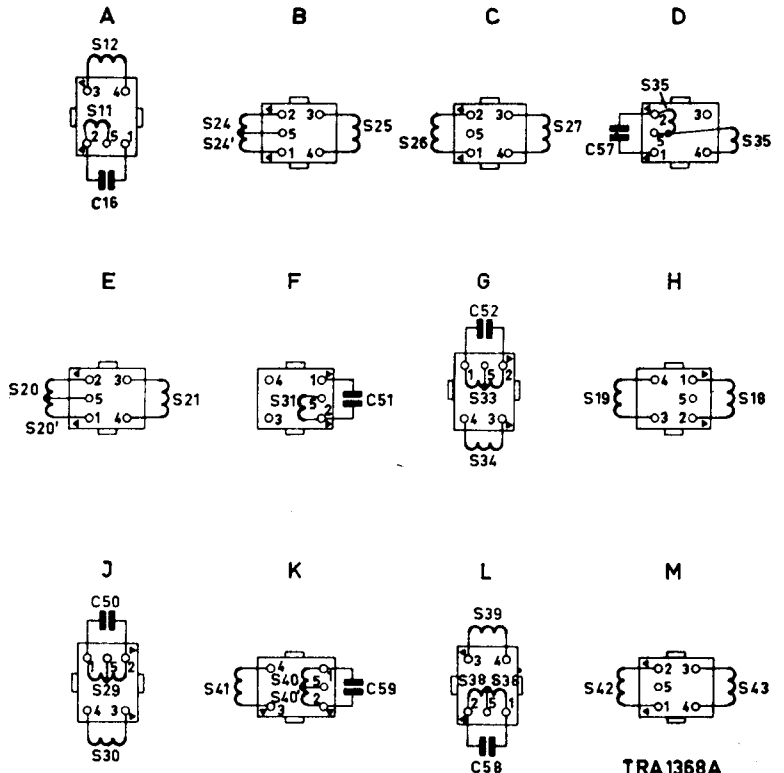 A B C D
S12
3 4
S11
2 5 1
C16
S24
S24'
2 3
5
1 4
S25
S26
2 3
5
1 4
S27
S35
C57
2 3
5
1 4
S35
E F G H
S20
S20'
2 3
5
1 4
S21
4 1
S31 5
3 2
C51
C52
1 5 2
S33
4 3
S34
S19
4 1
5
3 2
S18
J K L M
C50
1 5 2
S29
4 3
S30
S41
4 1
S40 5
S40' 2
3
C59
S39
3 4
S38 S38
2 5 1
C58
S42
2 3
5
1 4
S43
TRA1368A